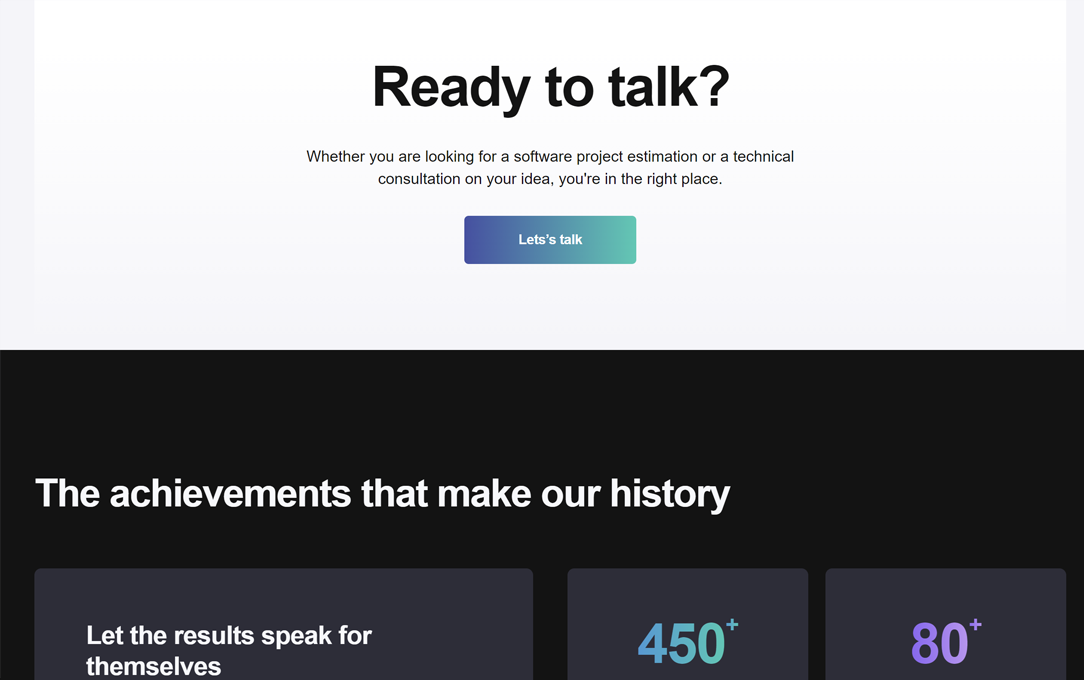 Ready to talk?
Whether you are looking for a software project estimation or a technical
consultation on your idea, you're in the right place.
Lets’s talk
The achievements that make our history
Let the results speak for
themselves
450+
80+